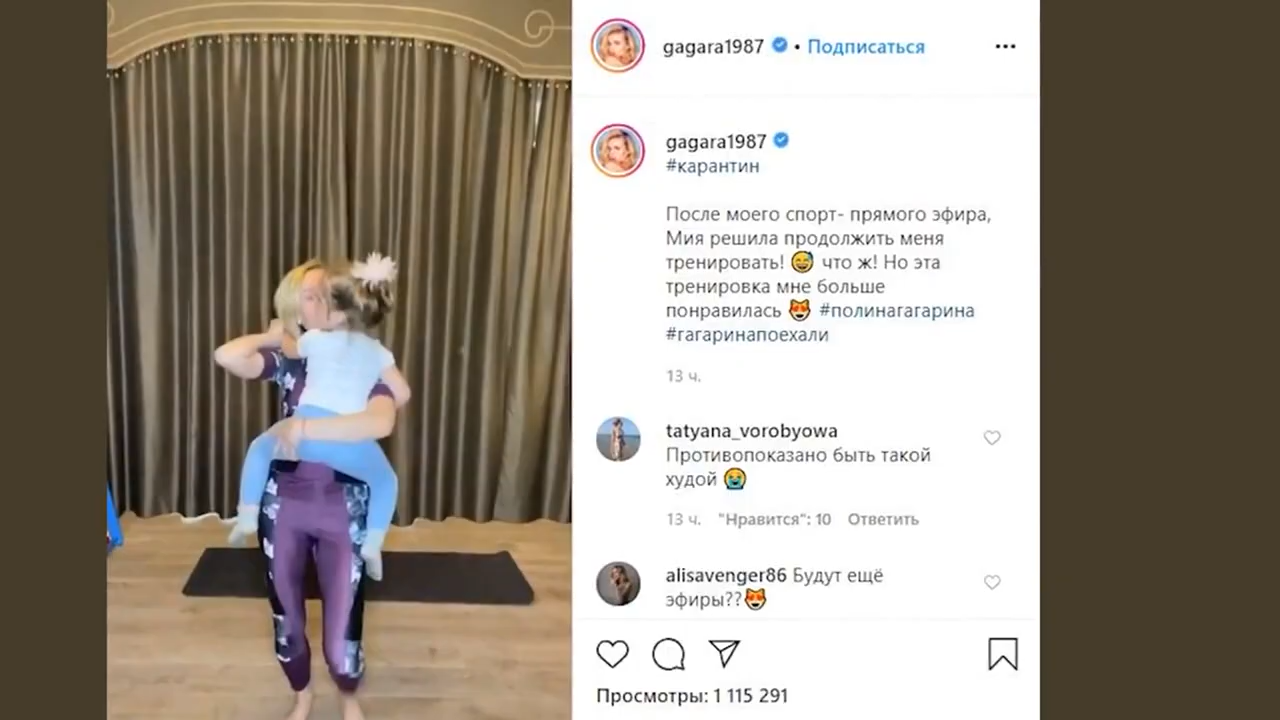 gagara1987 • Подписаться
gagara1987
#карантин
После моего спорт- прямого эфира,
Мия решила продолжить меня
тренировать! 😅 что ж! Но эта
тренировка мне больше
понравилась 😻 #полинагагарина
#гагаринапоехали
13 ч.
tatyana_vorobyowa
Противопоказано быть такой
худой 😭
13 ч. "Нравится": 10 Ответить
alisavenger86 Будут ещё
эфиры??😻
Просмотры: 1 115 291